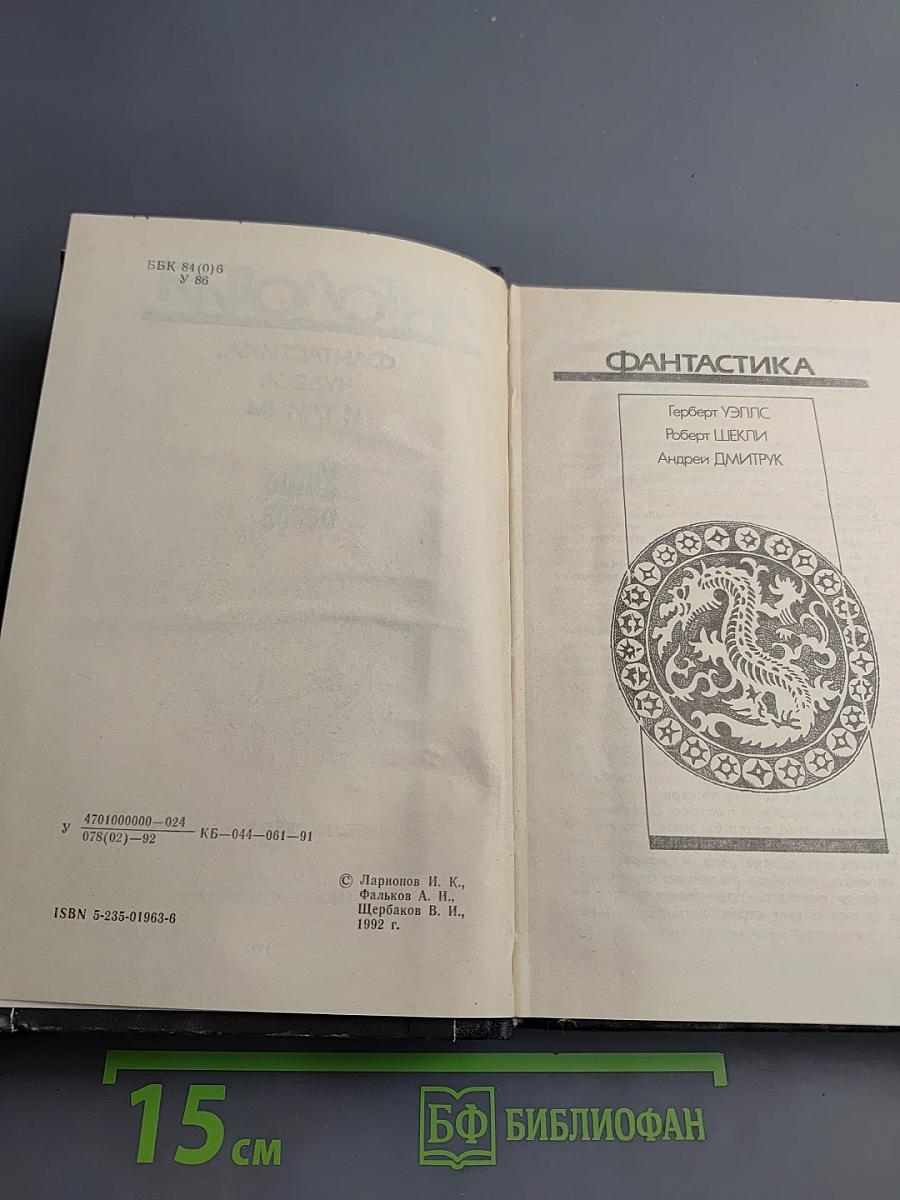 ББК 84(0)6
У 86
У 4701000000—024
078(02)—92 КБ—044—061—91
© Ларионов И. К.,
Фальков А. И.,
Щербаков В. И.,
1992 г.
ISBN 5-235-01963-6
ФАНТАСТИКА
Герберт УЭЛЛС
Роберт ШЕКЛИ
Андрей ДМИТРУК
15 см
БФ БИБЛИОФАН